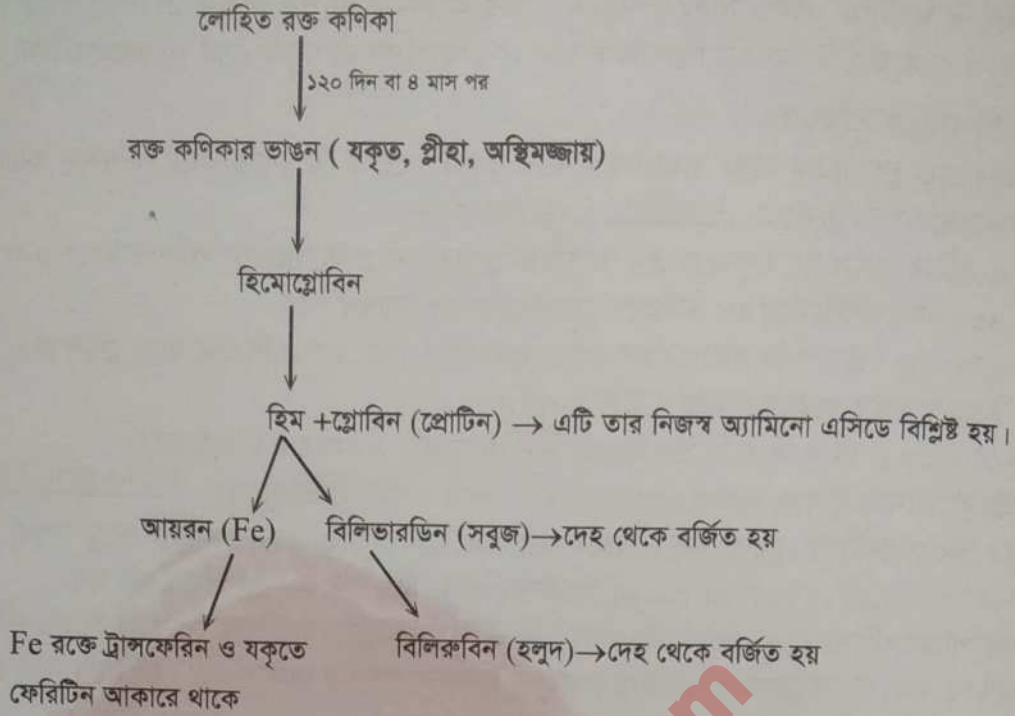 লোহিত রক্ত কণিকা
১২০ দিন বা ৪ মাস পর
রক্ত কণিকার ভাঙন ( যকৃত, প্লীহা, অস্থিমজ্জায়)
হিমোগ্লোবিন
হিম +গ্লোবিন (প্রোটিন) → এটি তার নিজস্ব অ্যামিনো এসিডে বিশ্লিষ্ট হয়।
আয়রন (Fe) বিলিভারডিন (সবুজ)→দেহ থেকে বর্জিত হয়
Fe রক্তে ট্রান্সফেরিন ও যকৃতে বিলিরুবিন (হলুদ)→দেহ থেকে বর্জিত হয়
ফেরিটিন আকারে থাকে